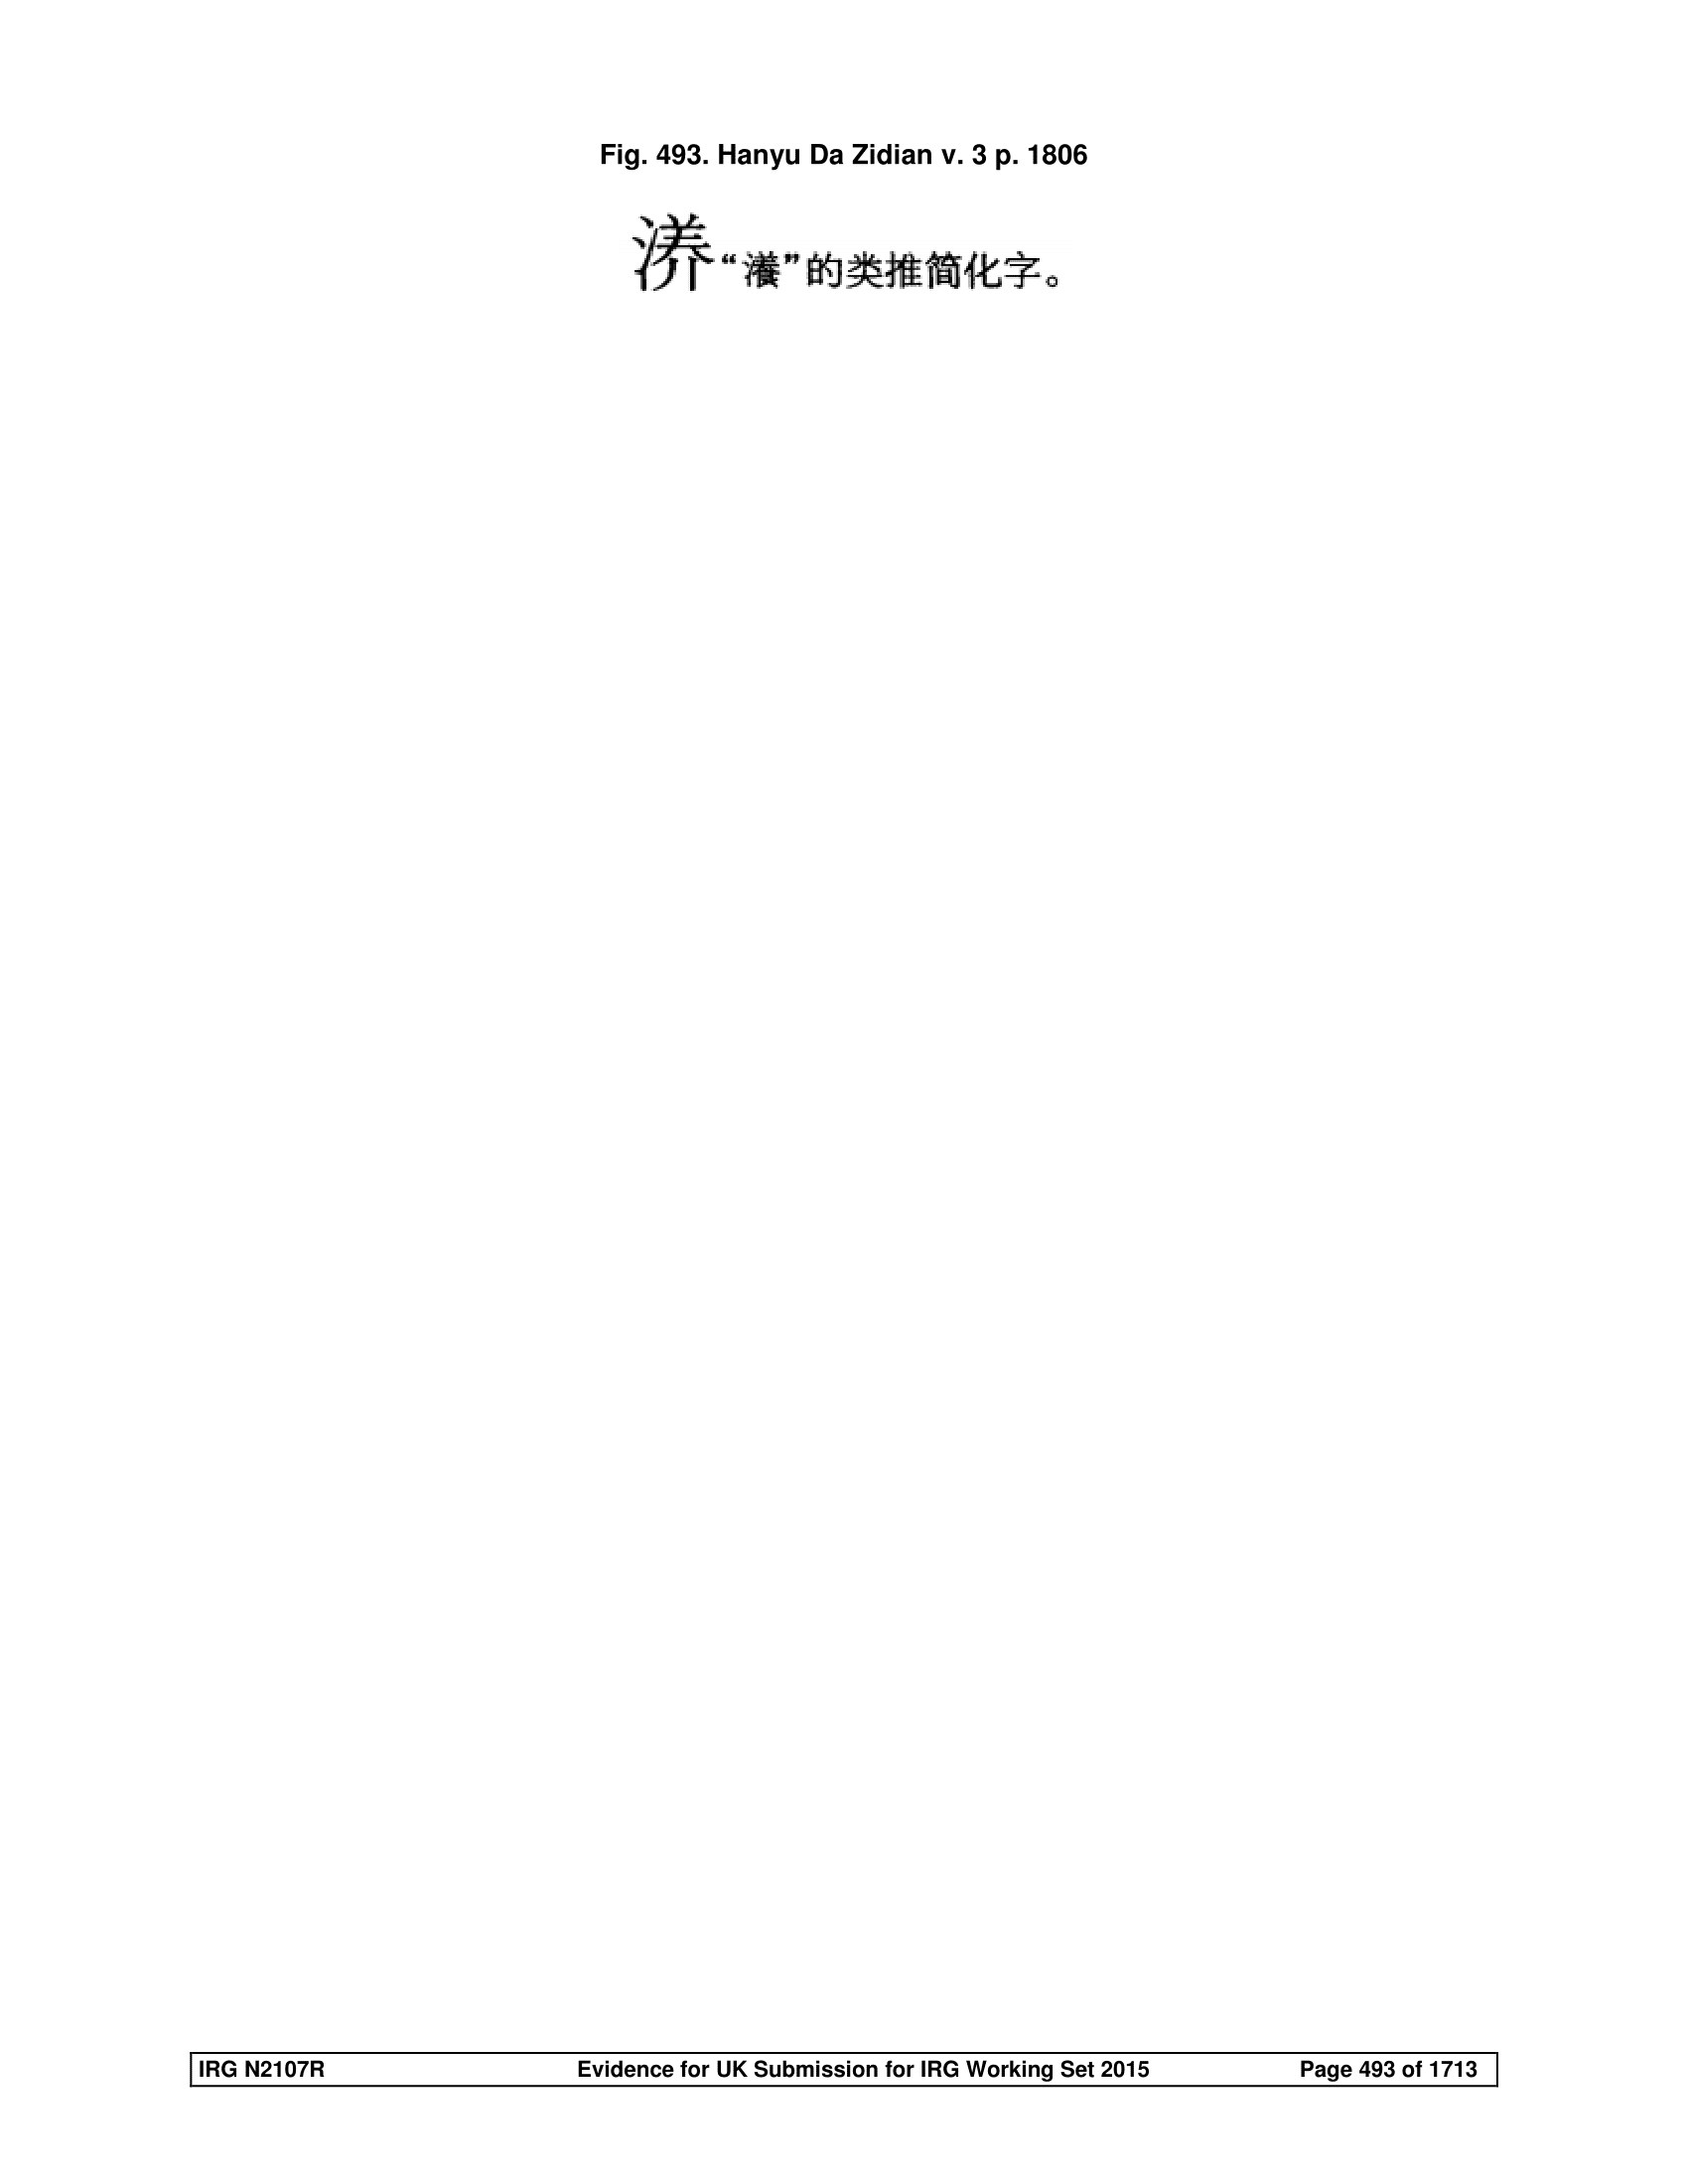 Fig. 493. Hanyu Da Zidian v. 3 p. 1806
“瀁”的类推简化字。
IRG N2107R Evidence for UK Submission for IRG Working Set 2015 Page 493 of 1713